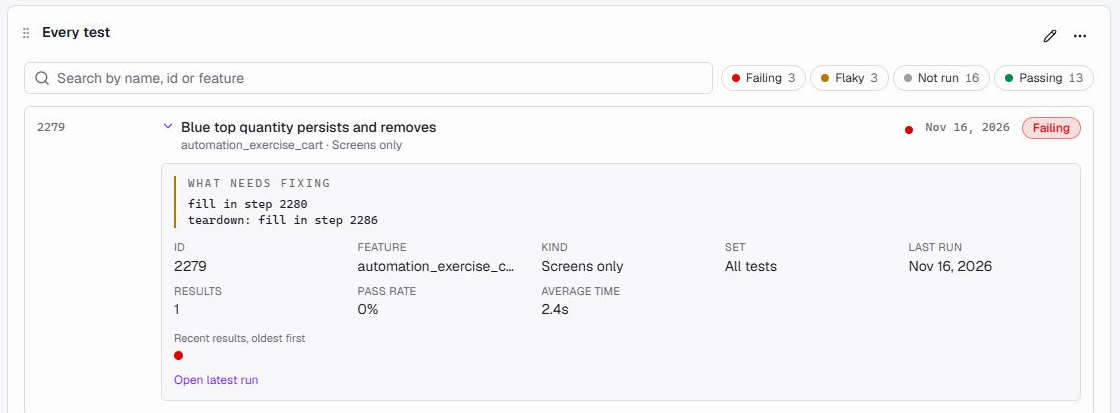 Every test
Search by name, id or feature
Failing 3
Flaky 3
Not run 16
Passing 13
2279
Blue top quantity persists and removes
Nov 16, 2026
Failing
automation_exercise_cart · Screens only
WHAT NEEDS FIXING
fill in step 2280
teardown: fill in step 2286
ID FEATURE KIND SET LAST RUN
2279 automation_exercise_c... Screens only All tests Nov 16, 2026
RESULTS PASS RATE AVERAGE TIME
1 0% 2.4s
Recent results, oldest first
Open latest run